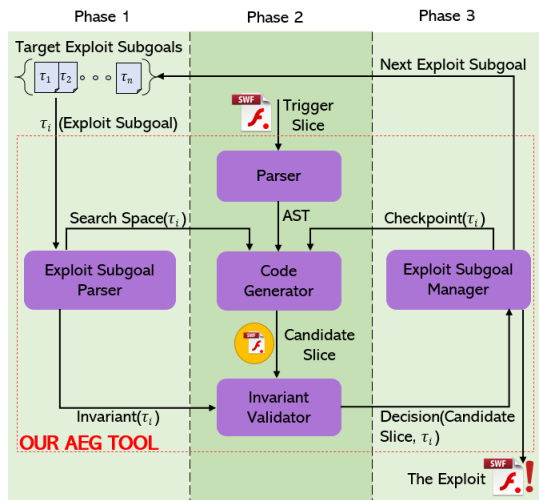 Phase 1
Phase 2
Phase 3
Target Exploit Subgoals
{ τ1 τ2 ∘ ∘ ∘ τn }
Next Exploit Subgoal
τi (Exploit Subgoal)
SWF
Trigger
Slice
Parser
Search Space(τi)
AST
Checkpoint(τi)
Exploit Subgoal
Parser
Code
Generator
Exploit Subgoal
Manager
SWF
Candidate
Slice
Invariant
Validator
Invariant(τi)
Decision(Candidate
Slice, τi)
OUR AEG TOOL
The Exploit
SWF
!